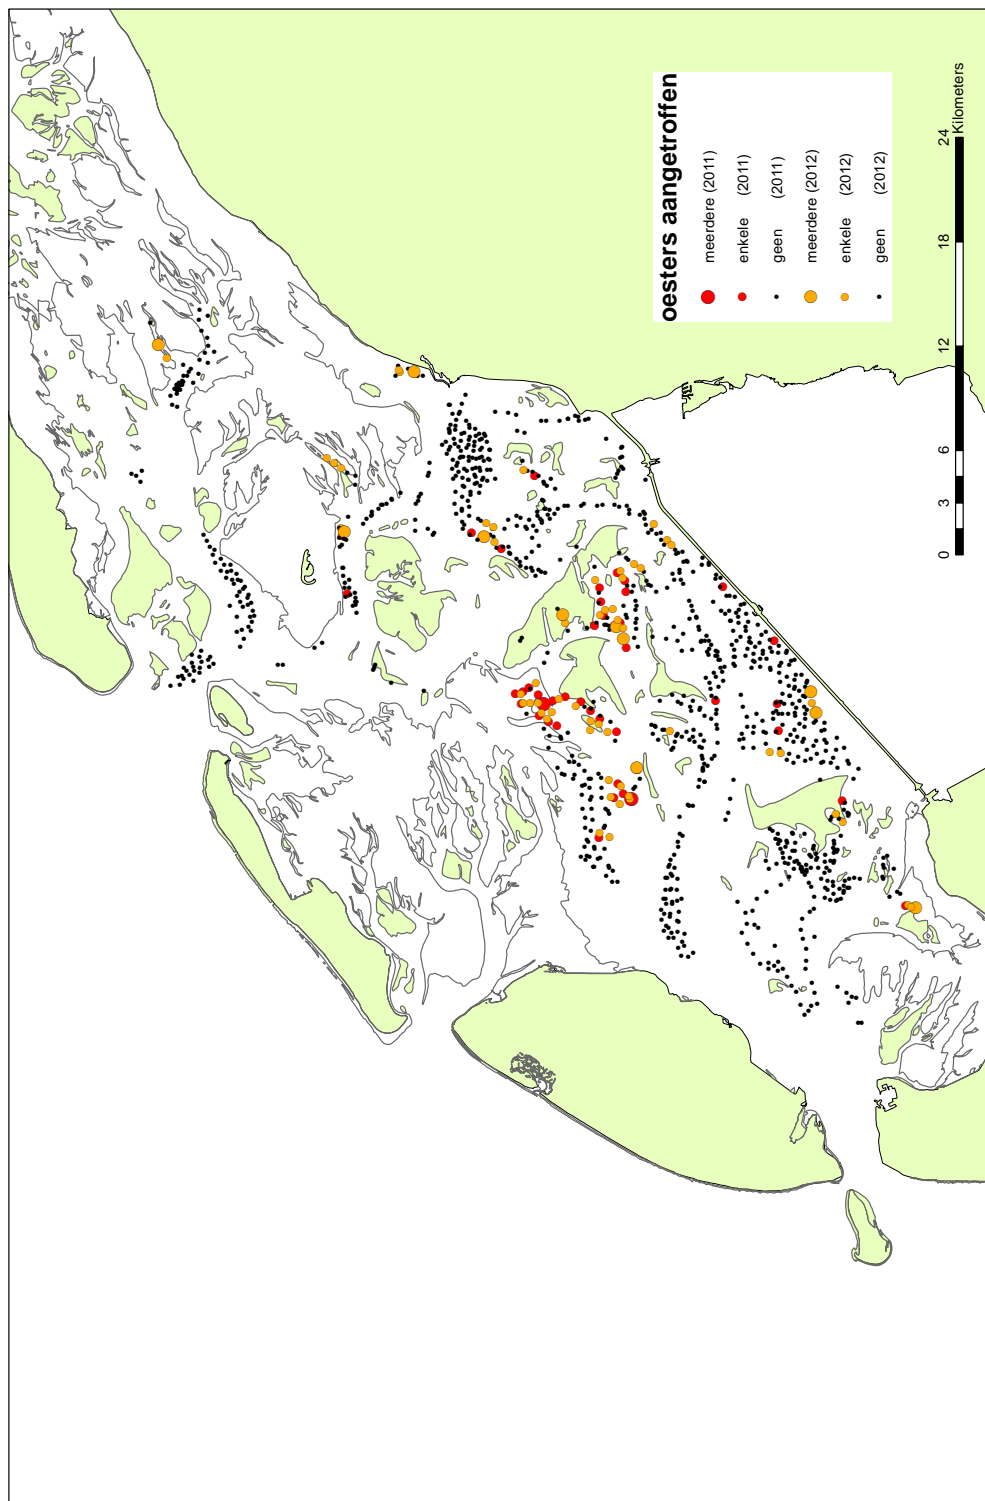 oesters aangetroffen
meerdere (2011)
enkele (2011)
geen (2011)
meerdere (2012)
enkele (2012)
geen (2012)
0 3 6 12 18 24
Kilometers